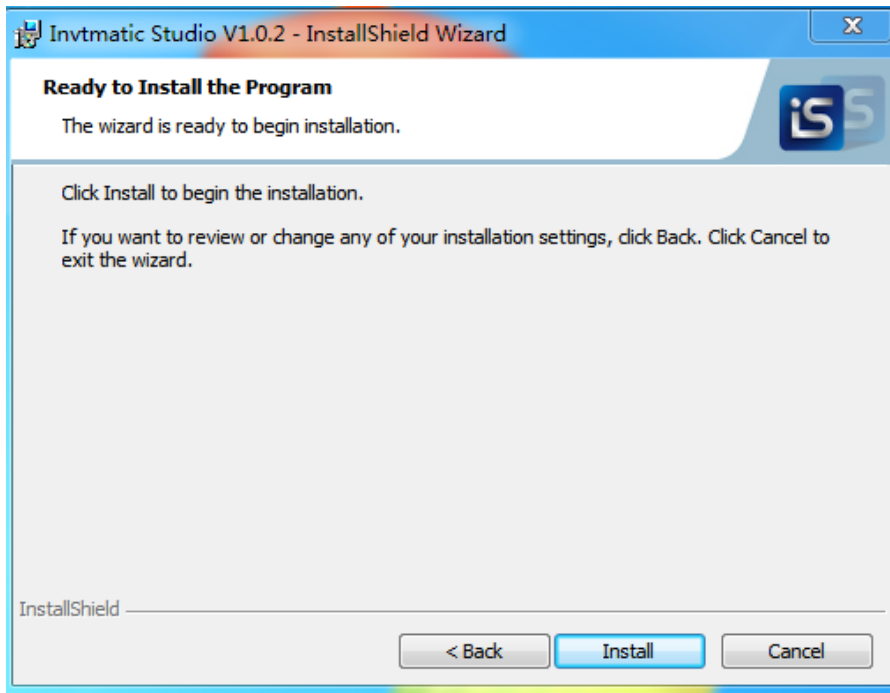 Invtmatic Studio V1.0.2 - InstallShield Wizard
Ready to Install the Program
The wizard is ready to begin installation.
iS S
Click Install to begin the installation.
If you want to review or change any of your installation settings, click Back. Click Cancel to
exit the wizard.
InstallShield
< Back
Install
Cancel